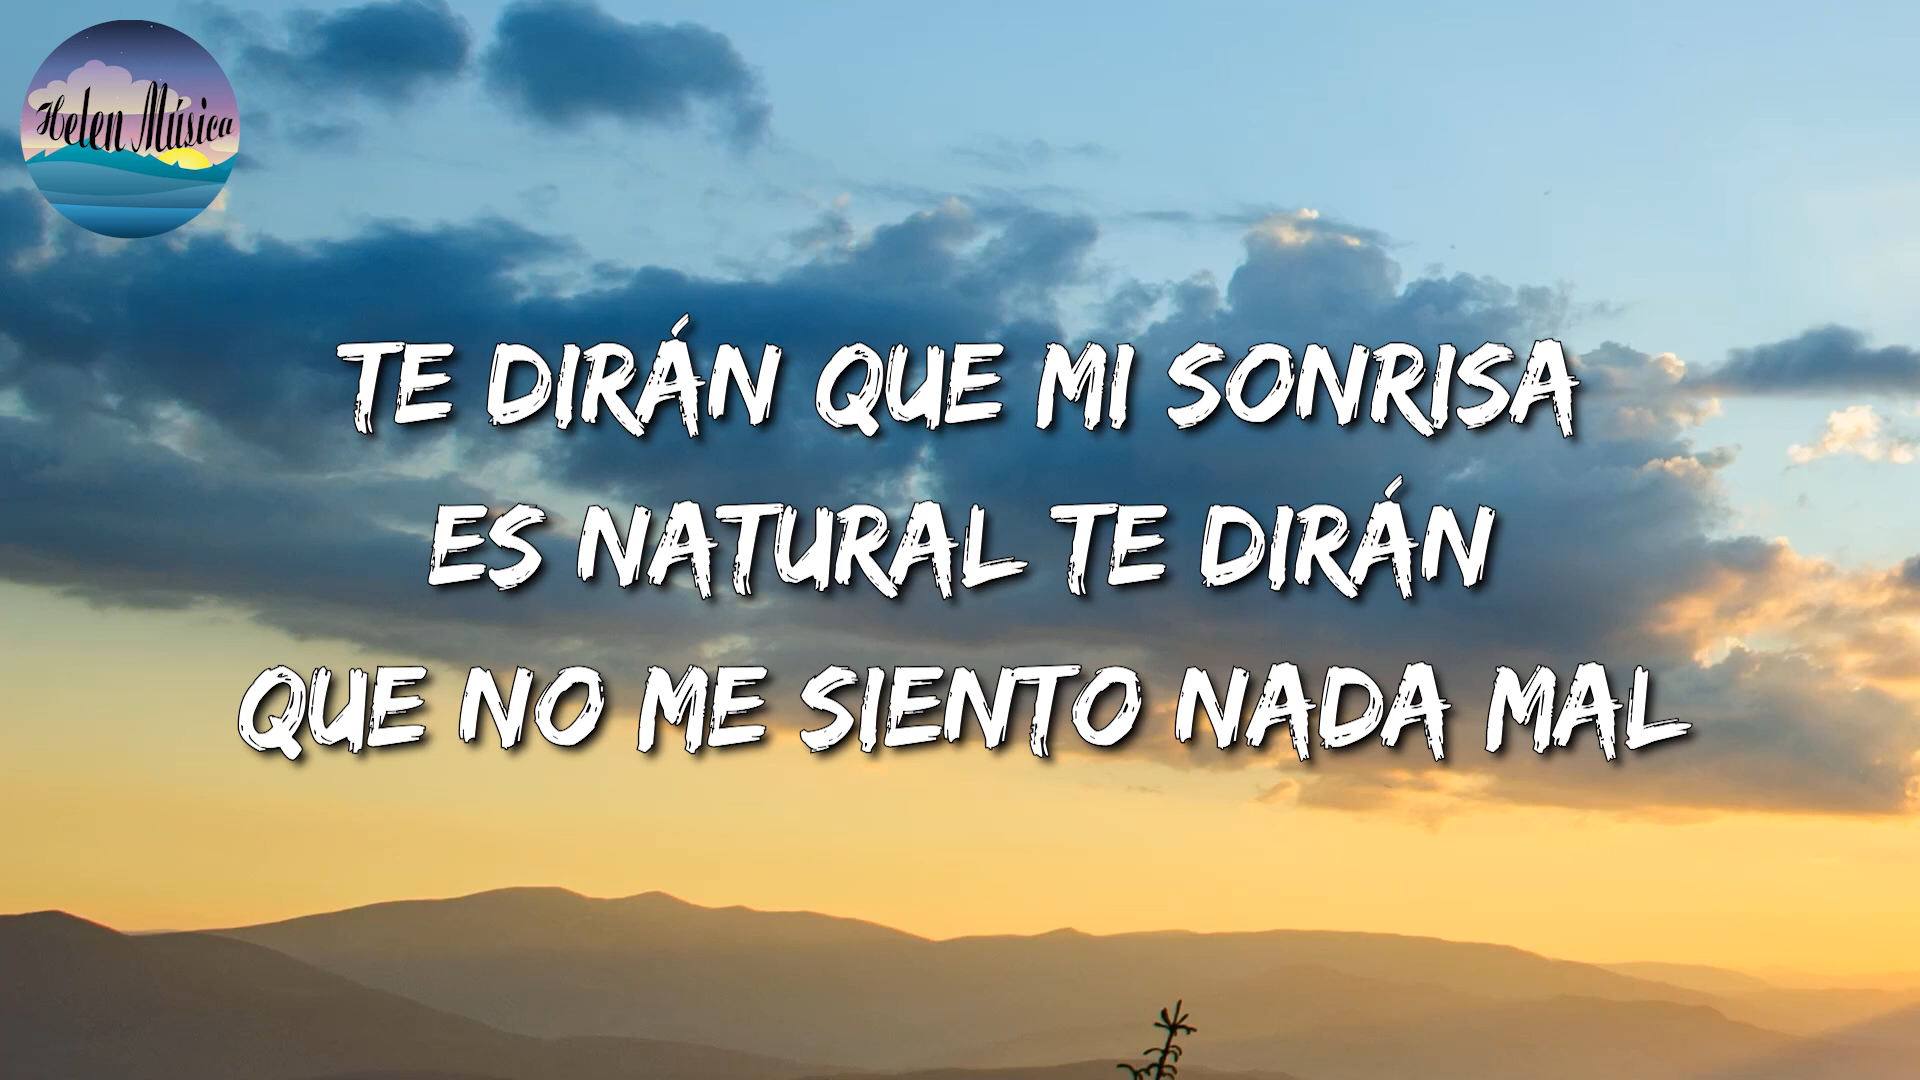 Helen Música
TE DIRÁN QUE MI SONRISA
ES NATURAL TE DIRÁN
QUE NO ME SIENTO NADA MAL